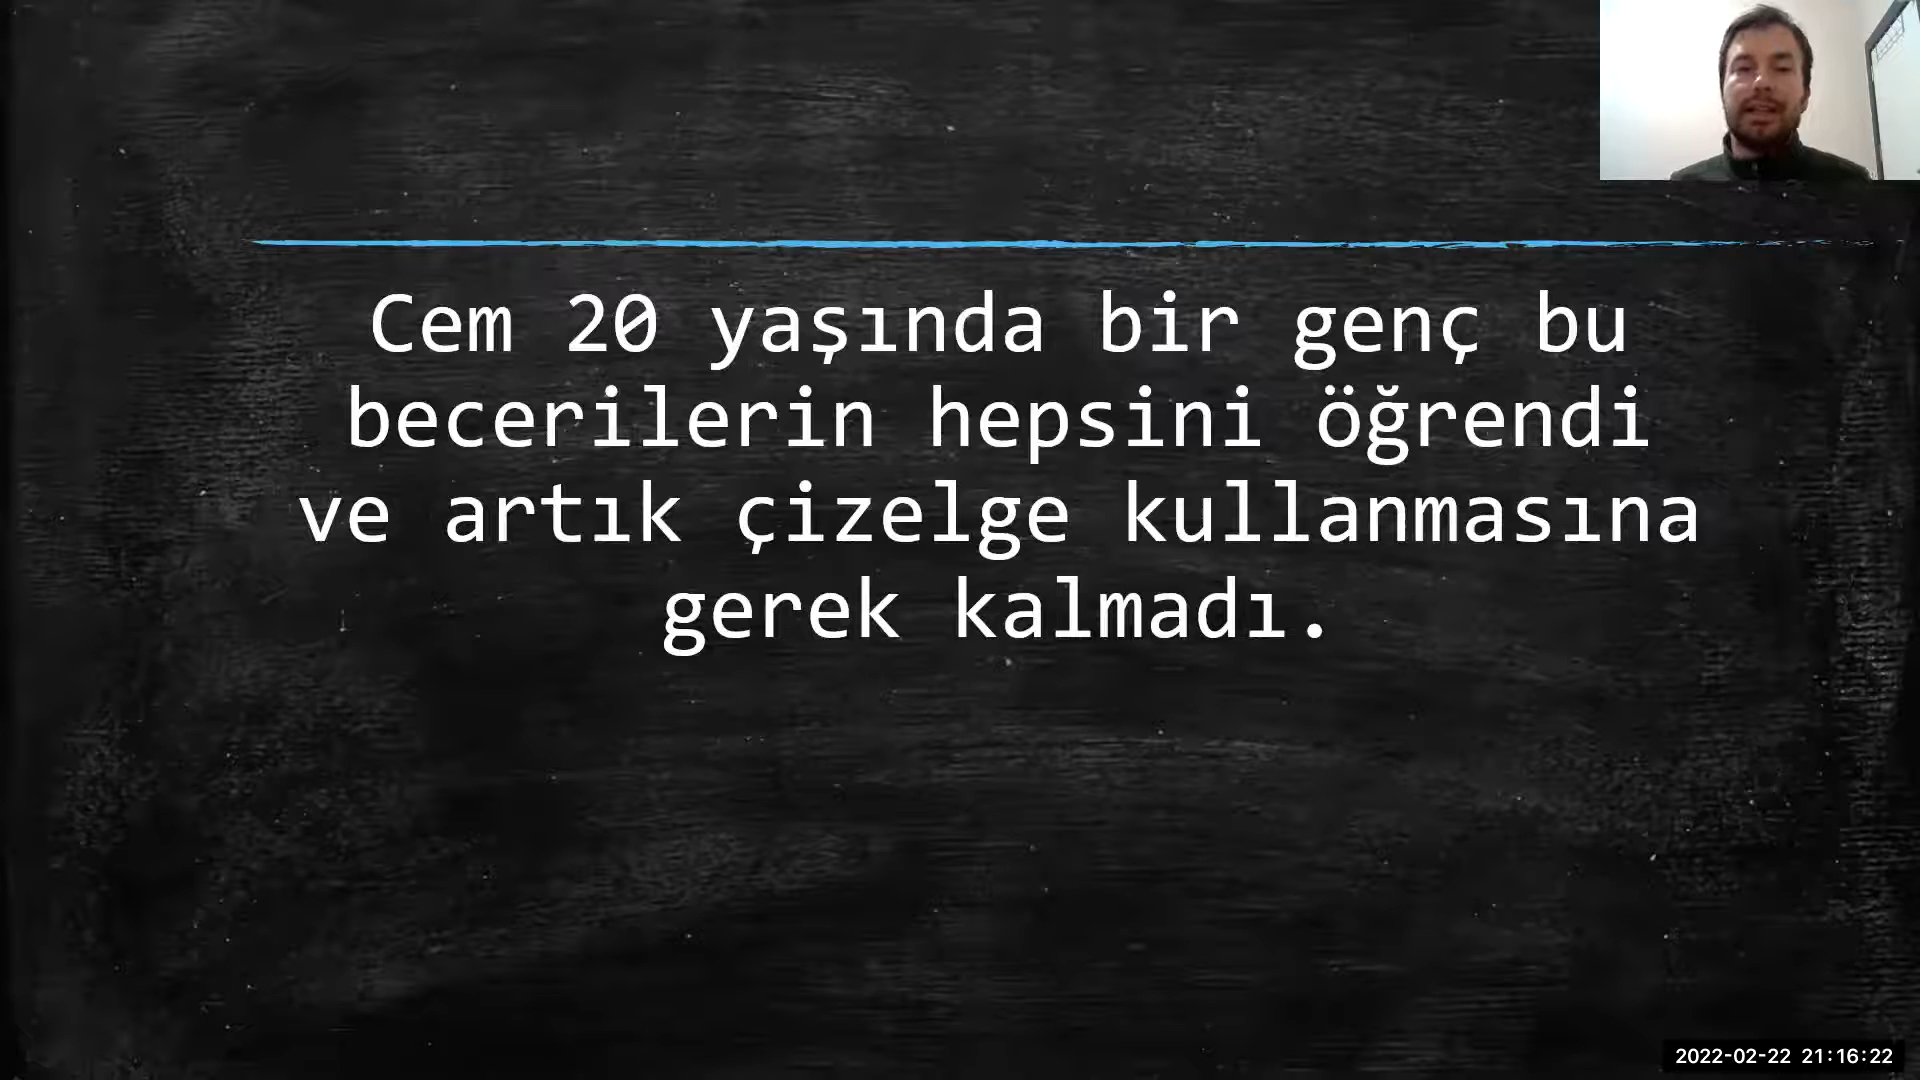 Cem 20 yaşında bir genç bu
becerilerin hepsini öğrendi
ve artık çizelge kullanmasına
gerek kalmadı.
2022-02-22 21:16:22